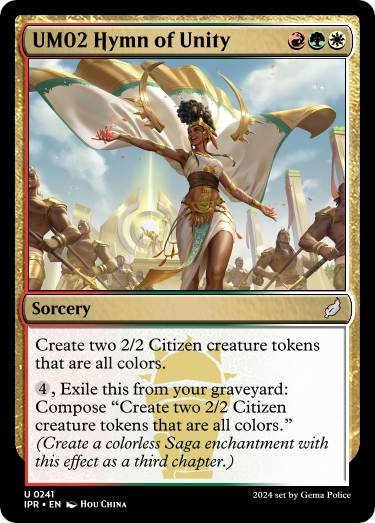 UM02 Hymn of Unity
Sorcery
Create two 2/2 Citizen creature tokens
that are all colors.
4, Exile this from your graveyard:
Compose “Create two 2/2 Citizen
creature tokens that are all colors.”
(Create a colorless Saga enchantment with
this effect as a third chapter.)
U 0241
IPR • EN Hou China
2024 set by Gema Police